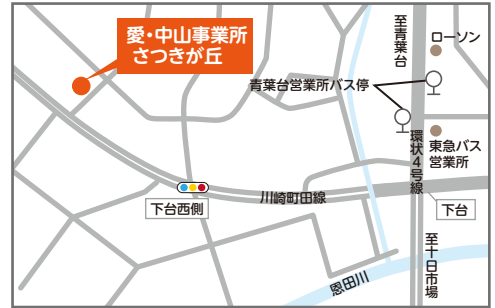 愛・中山事業所
さつきが丘
至青葉台
ローソン
青葉台営業所バス停
東急バス
営業所
環状4号線
川崎町田線
下台西側
下台
至十日市場
恩田川